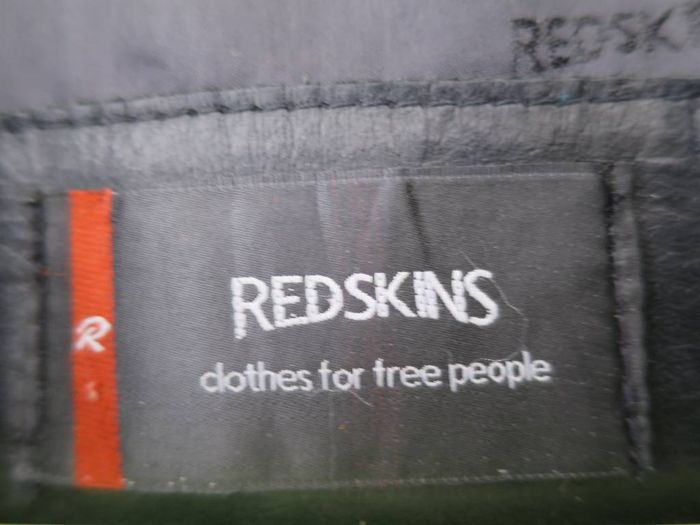 REDSK
REDSKINS
R
clothes for free people